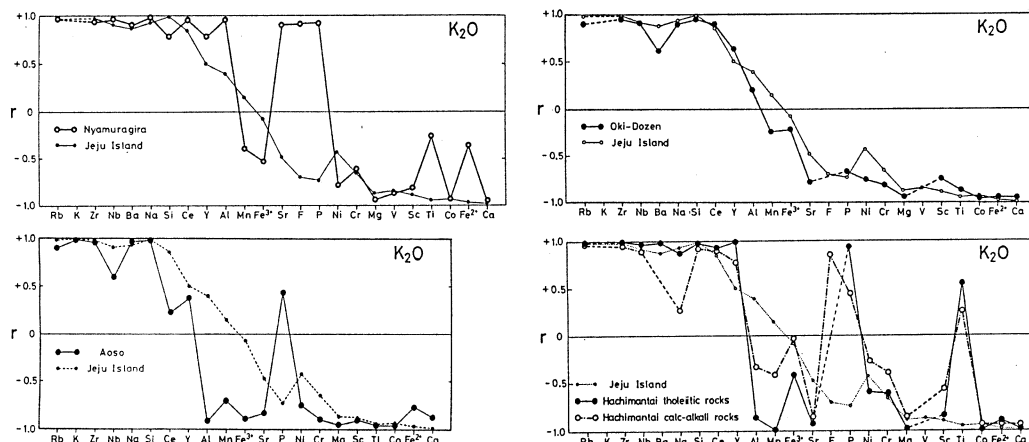 +1.0
K₂O
+0.5
r 0
Nyamuragira
Jeju Island
-0.5
-1.0
Rb K Zr Nb Ba Na Si Ce Y Al Mn Fe³⁺ Sr F P Ni Cr Mg V Sc Ti Co Fe²⁺ Ca
+1.0
K₂O
+0.5
r 0
Oki-Dozen
Jeju Island
-0.5
-1.0
Rb K Zr Nb Ba Na Si Ce Y Al Mn Fe³⁺ Sr F P Ni Cr Mg V Sc Ti Co Fe²⁺ Ca
+1.0
K₂O
+0.5
r 0
Aoso
Jeju Island
-0.5
-1.0
Rb K Zr Nb Na Si Ce Y Al Mn Fe³⁺ Sr P Ni Cr Ma V Sc Ti Co Fe²⁺ Ca
+1.0
K₂O
+0.5
r 0
Jeju Island
-0.5
Hachimantai tholeiitic rocks
Hachimantai calc-alkali rocks
-1.0
Rb K Zr Nb Ba Na Si Ce Y Al Mn Fe³⁺ Sr F P Ni Cr Mg V Sc Ti Co Fe²⁺ Ca